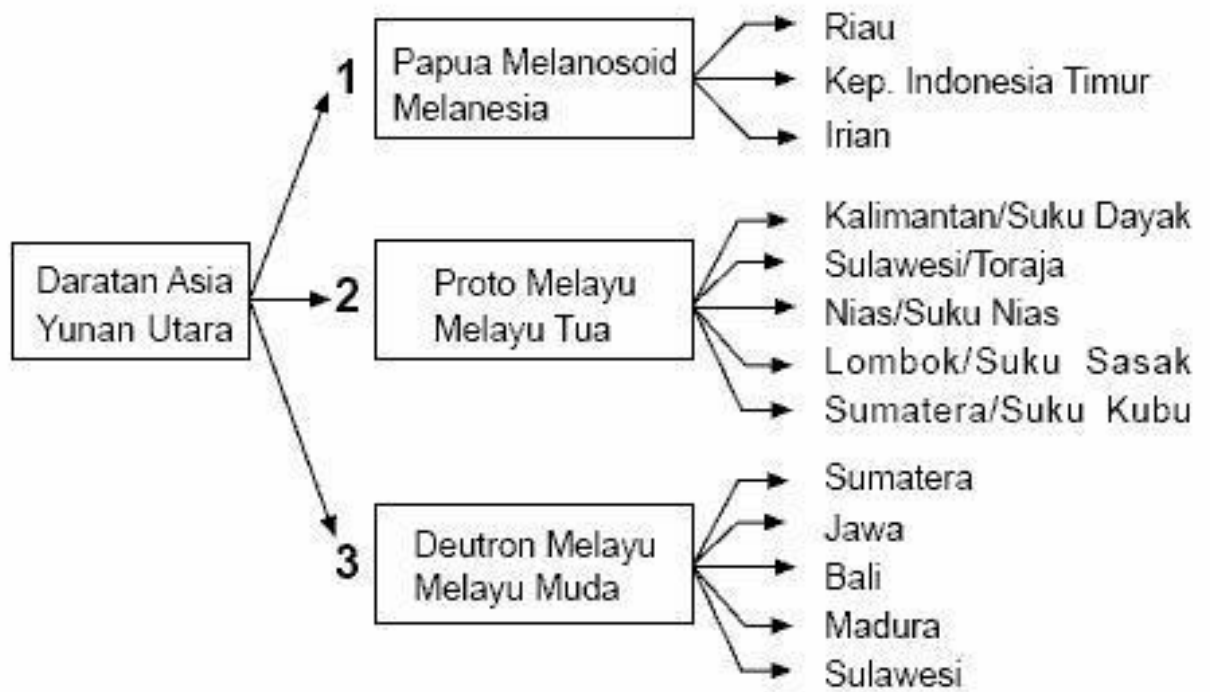 Daratan Asia
Yunan Utara
1
Papua Melanosoid
Melanesia
Riau
Kep. Indonesia Timur
Irian
2
Proto Melayu
Melayu Tua
Kalimantan/Suku Dayak
Sulawesi/Toraja
Nias/Suku Nias
Lombok/Suku Sasak
Sumatera/Suku Kubu
3
Deutron Melayu
Melayu Muda
Sumatera
Jawa
Bali
Madura
Sulawesi